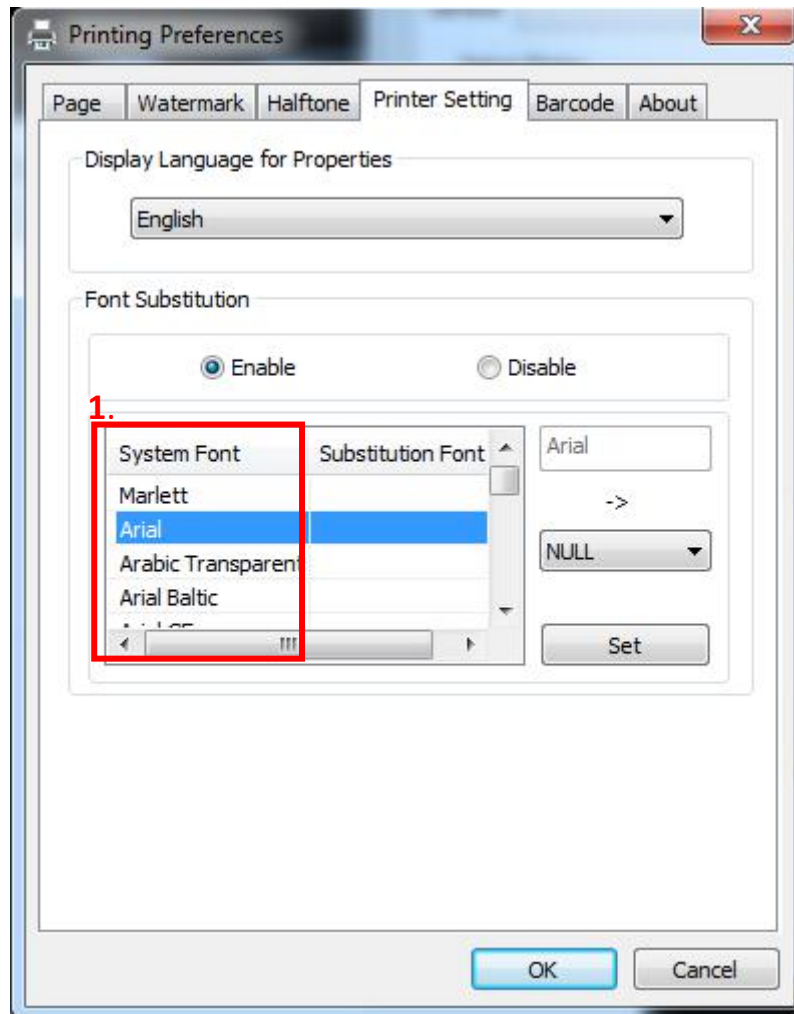 Printing Preferences
Page Watermark Halftone Printer Setting Barcode About
Display Language for Properties
English
Font Substitution
Enable Disable
1.
System Font Substitution Font
Marlett
Arial
Arabic Transparent
Arial Baltic
Arial
->
NULL
Set
OK Cancel